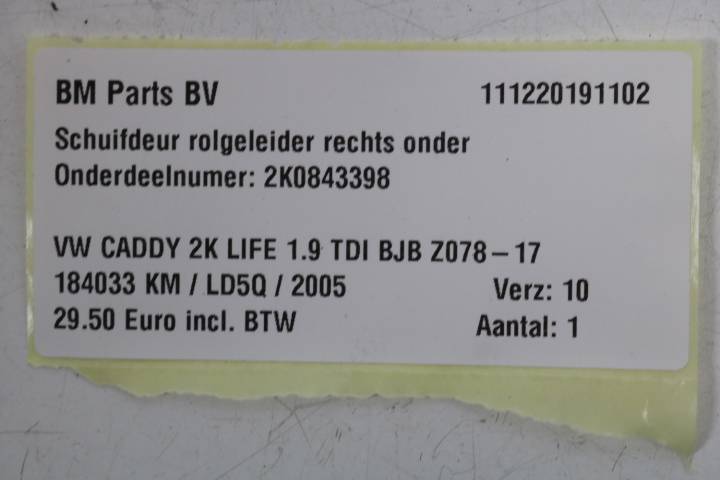 BM Parts BV 111220191102
Schuifdeur rolgeleider rechts onder
Onderdeelnumer: 2K0843398
VW CADDY 2K LIFE 1.9 TDI BJB Z078-17
184033 KM / LD5Q / 2005 Verz: 10
29.50 Euro incl. BTW Aantal: 1